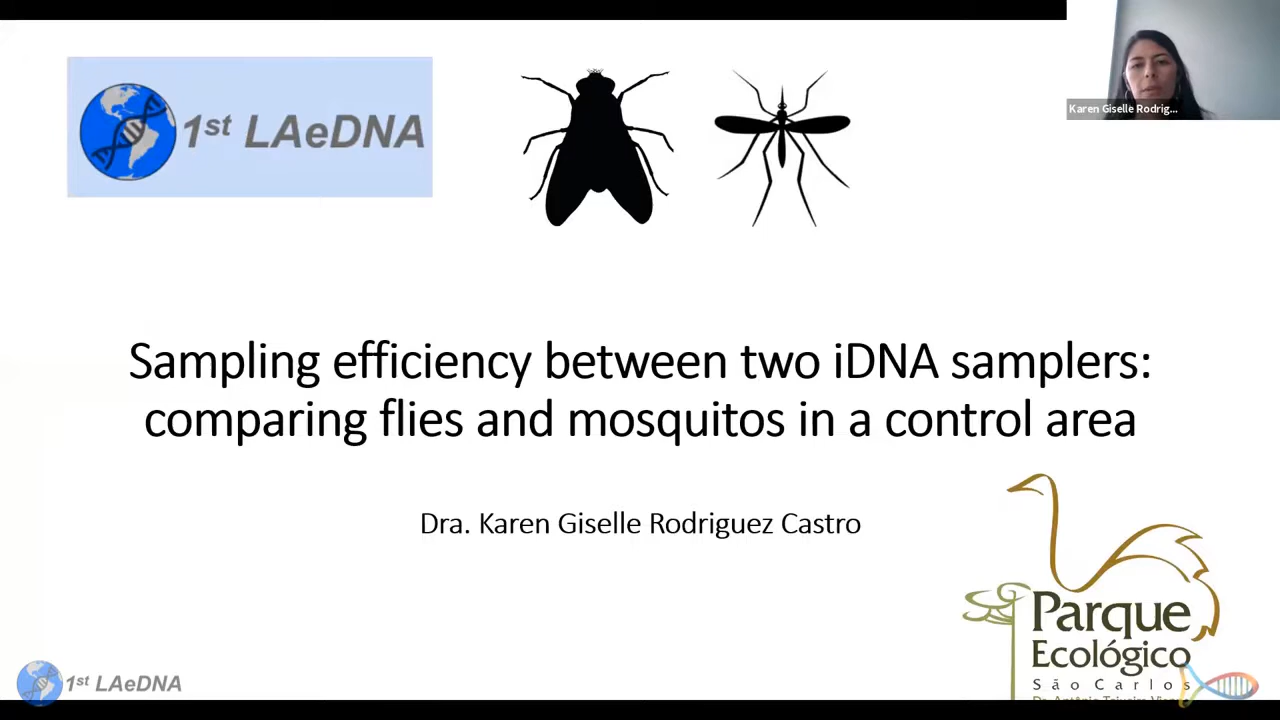 Karen Giselle Rodrig...
1st LAeDNA
Sampling efficiency between two iDNA samplers:
comparing flies and mosquitos in a control area
Dra. Karen Giselle Rodriguez Castro
Parque
Ecológico
São Carlos
1st LAeDNA